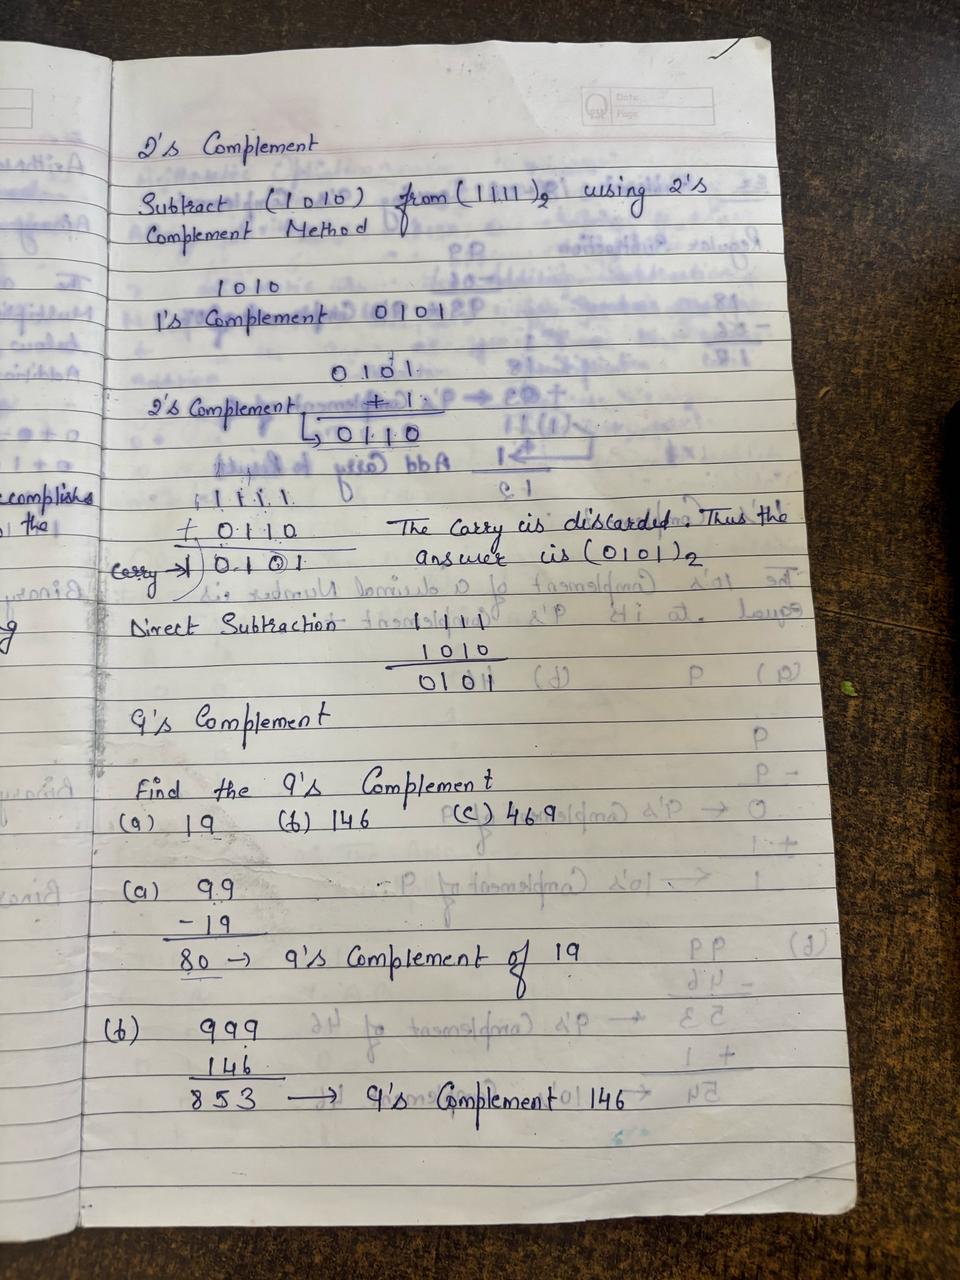 Date
Page
2's Complement
Subtract (1010) from (1111)2 using 2's
Complement Method
1010
1's Complement 0101
0101
2's Complement + 1
0110
1111
+ 0110 The Carry is discarded. Thus the
Carry → 1 0101 answer is (0101)2
Direct Subtraction 1111
1010
0101
9's Complement
Find the 9's Complement
(a) 19 (b) 146 (c) 469
(a) 99
- 19
80 → 9's Complement of 19
(b) 999
146
853 → 9's Complement 146
complishs
the